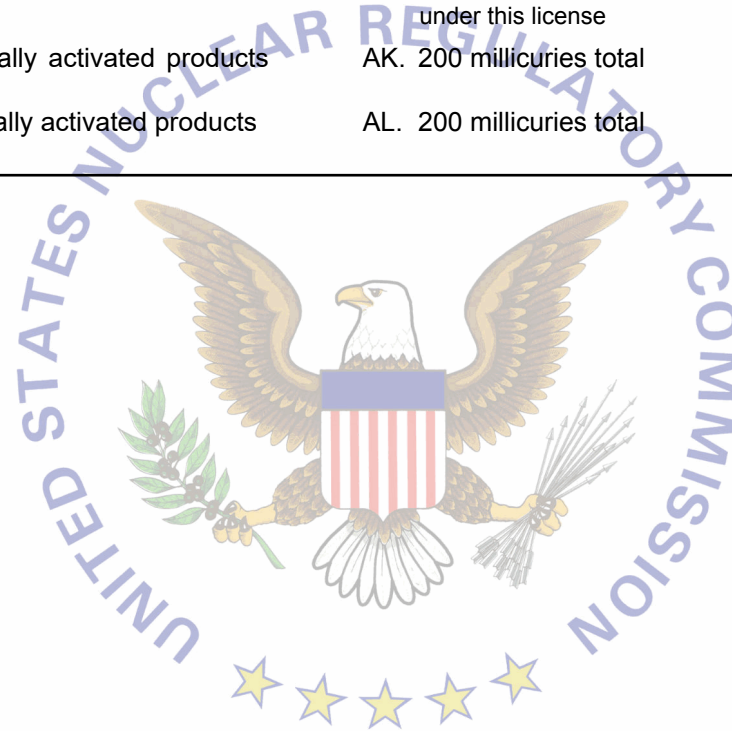 under this license
ally activated products AK. 200 millicuries total
ally activated products AL. 200 millicuries total
UNITED STATES NUCLEAR REGULATORY COMMISSION